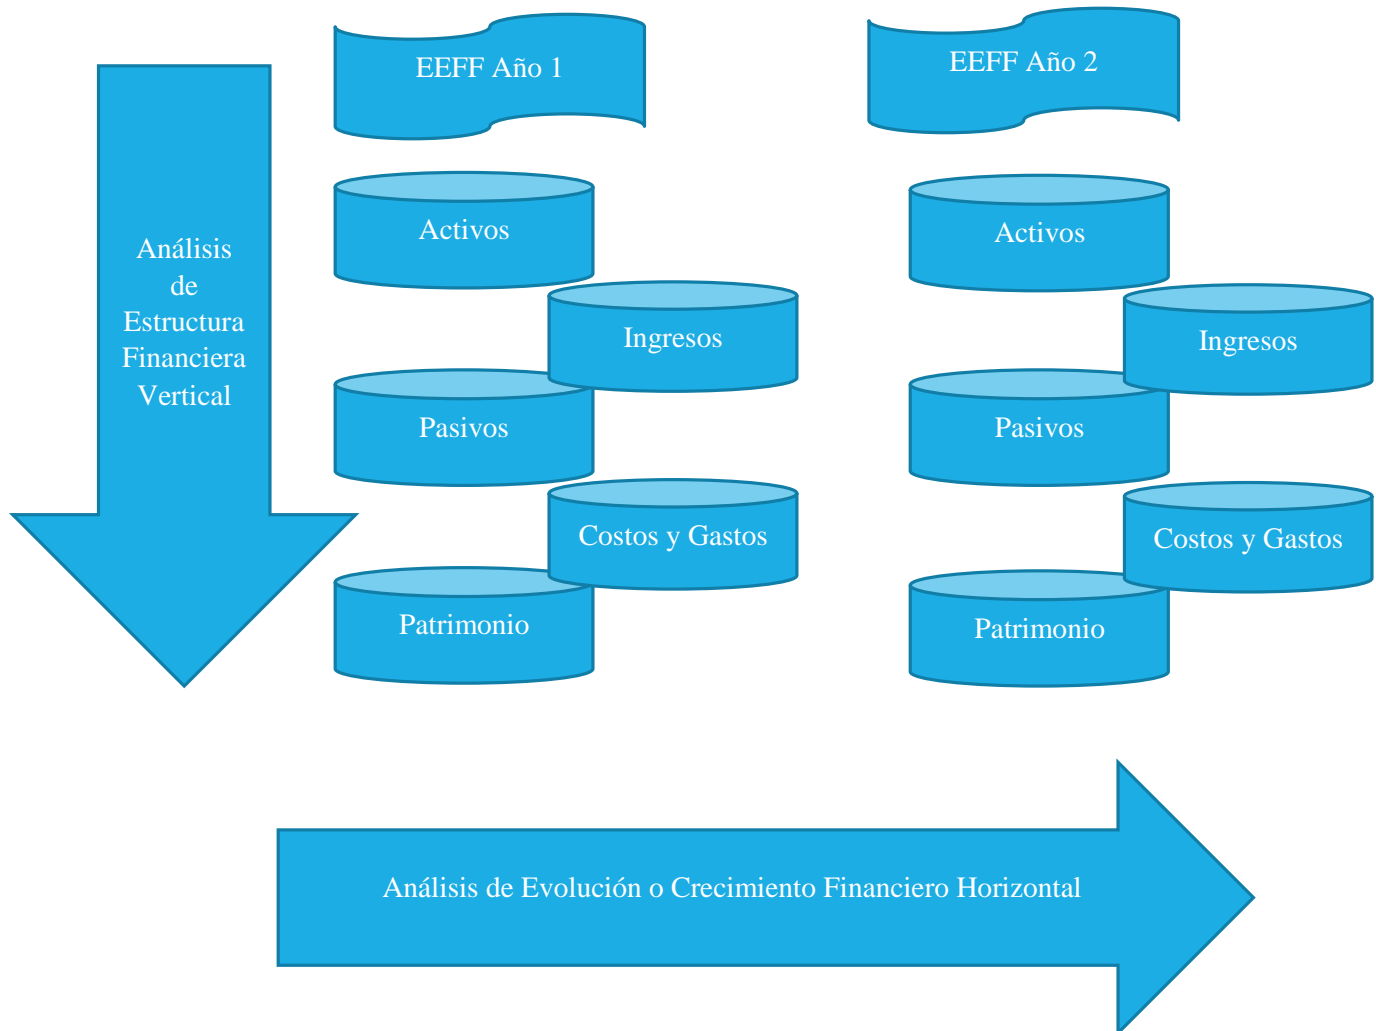 EEFF Año 1
EEFF Año 2
Análisis
de
Estructura
Financiera
Vertical
Activos
Ingresos
Pasivos
Costos y Gastos
Patrimonio
Activos
Ingresos
Pasivos
Costos y Gastos
Patrimonio
Análisis de Evolución o Crecimiento Financiero Horizontal